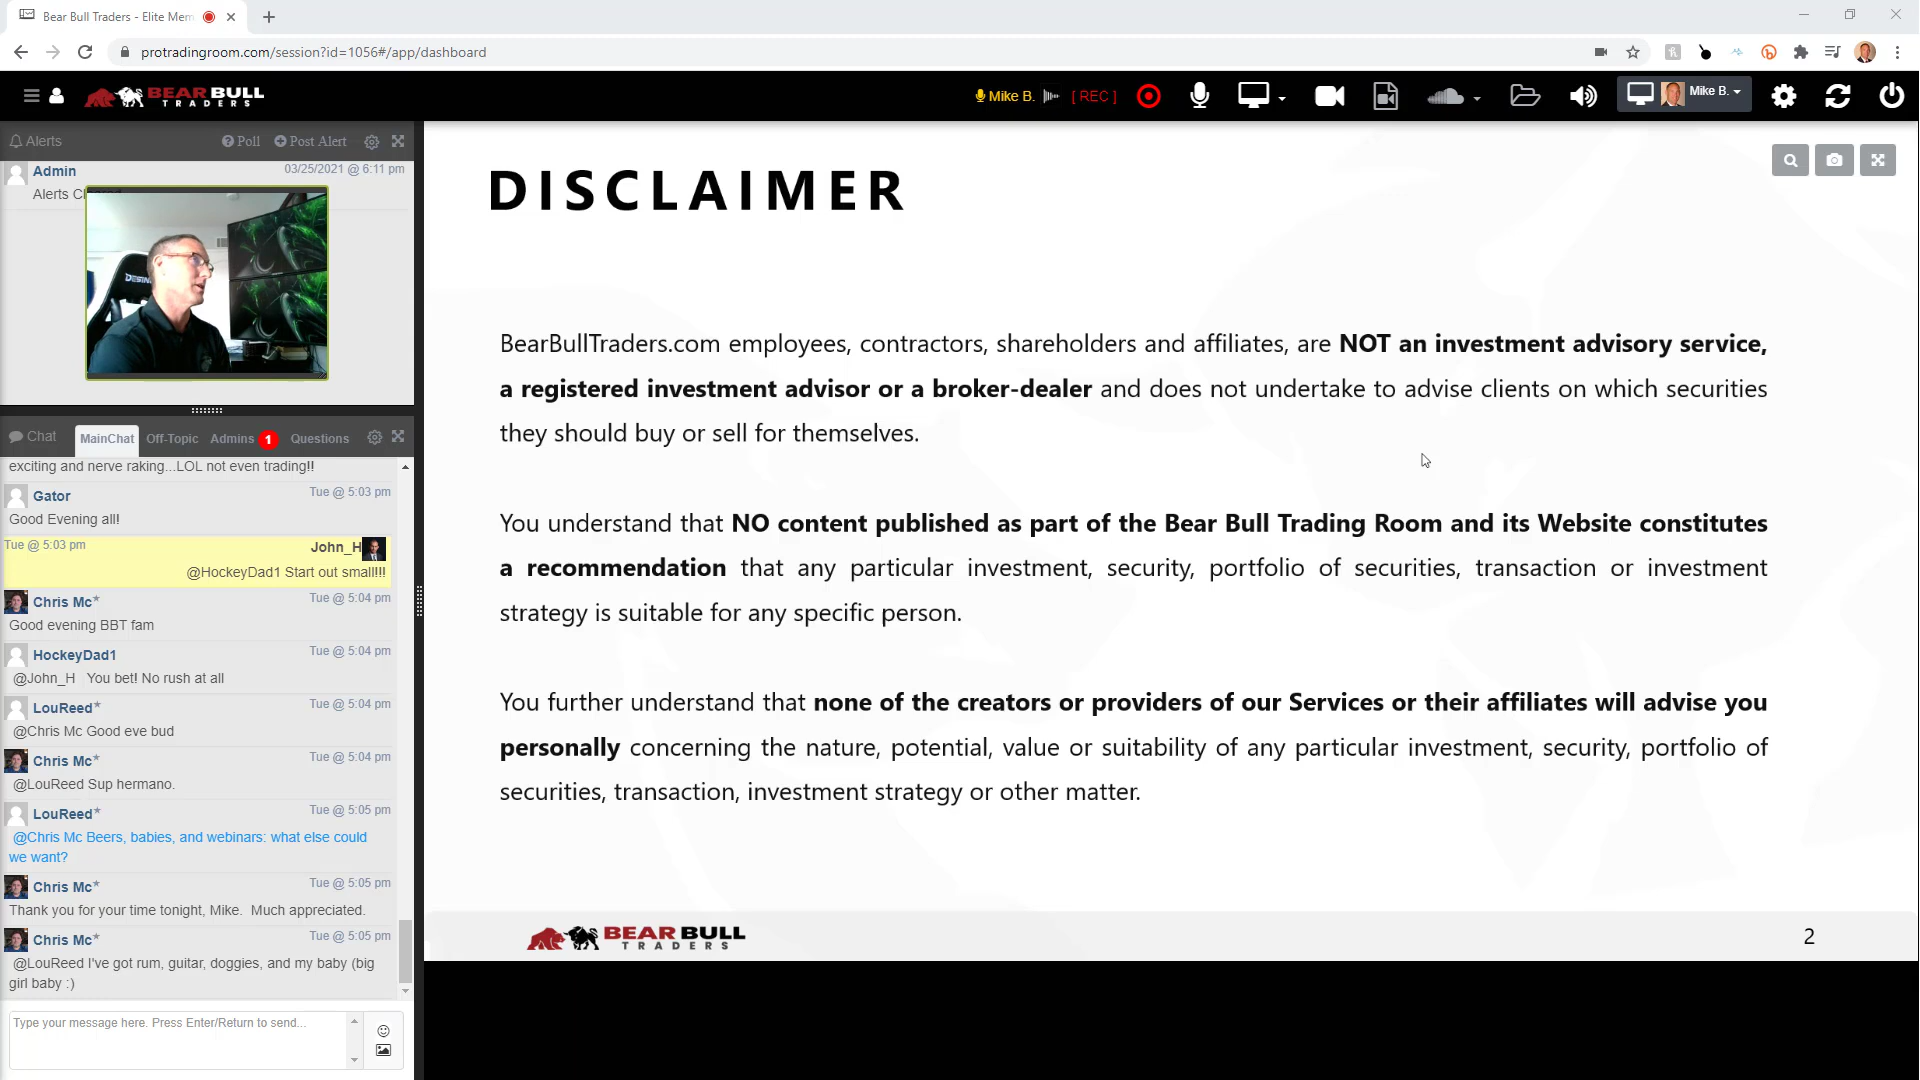 Bear Bull Traders - Elite Mem
protradingroom.com/session?id=1056#/app/dashboard
BEAR BULL
TRADERS
Mike B.
[ REC ]
Mike B.
Alerts
Poll
Post Alert
Admin
03/25/2021 @ 6:11 pm
Alerts Cl
DISCLAIMER
BearBullTraders.com employees, contractors, shareholders and affiliates, are NOT an investment advisory service,
a registered investment advisor or a broker-dealer and does not undertake to advise clients on which securities
they should buy or sell for themselves.
You understand that NO content published as part of the Bear Bull Trading Room and its Website constitutes
a recommendation that any particular investment, security, portfolio of securities, transaction or investment
strategy is suitable for any specific person.
You further understand that none of the creators or providers of our Services or their affiliates will advise you
personally concerning the nature, potential, value or suitability of any particular investment, security, portfolio of
securities, transaction, investment strategy or other matter.
BEAR BULL
TRADERS
2
Chat
MainChat
Off-Topic
Admins 1
Questions
exciting and nerve raking...LOL not even trading!!
Gator
Tue @ 5:03 pm
Good Evening all!
Tue @ 5:03 pm
John_H
@HockeyDad1 Start out small!!!
Chris Mc*
Tue @ 5:04 pm
Good evening BBT fam
HockeyDad1
Tue @ 5:04 pm
@John_H You bet! No rush at all
LouReed*
Tue @ 5:04 pm
@Chris Mc Good eve bud
Chris Mc*
Tue @ 5:04 pm
@LouReed Sup hermano.
LouReed*
Tue @ 5:05 pm
@Chris Mc Beers, babies, and webinars: what else could
we want?
Chris Mc*
Tue @ 5:05 pm
Thank you for your time tonight, Mike. Much appreciated.
Chris Mc*
Tue @ 5:05 pm
@LouReed I've got rum, guitar, doggies, and my baby (big
girl baby :)
Type your message here. Press Enter/Return to send...